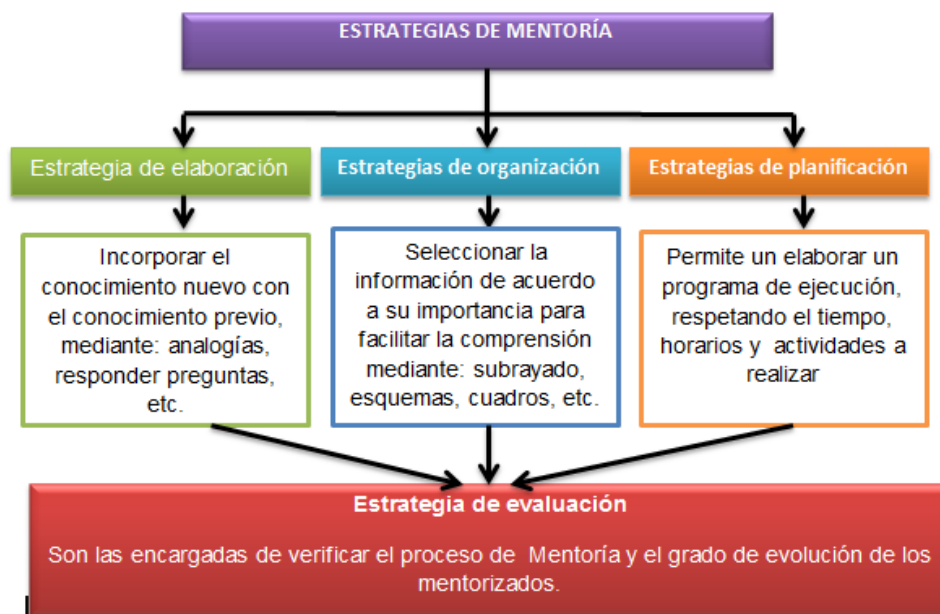 ESTRATEGIAS DE MENTORÍA
Estrategia de elaboración
Estrategias de organización
Estrategias de planificación
Incorporar el
conocimiento nuevo con
el conocimiento previo,
mediante: analogías,
responder preguntas,
etc.
Seleccionar la
información de acuerdo
a su importancia para
facilitar la comprensión
mediante: subrayado,
esquemas, cuadros, etc.
Permite un elaborar un
programa de ejecución,
respetando el tiempo,
horarios y actividades a
realizar
Estrategia de evaluación
Son las encargadas de verificar el proceso de Mentoría y el grado de evolución de los
mentorizados.